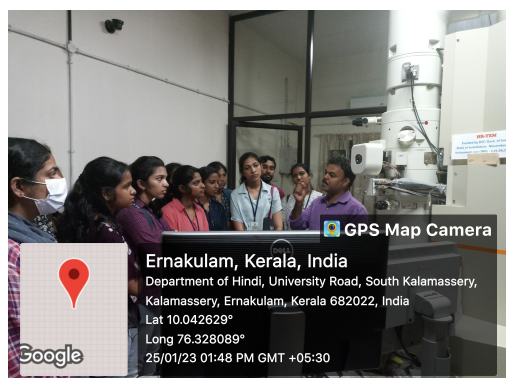 HR-TEM
GPS Map Camera
DELL
Ernakulam, Kerala, India
Department of Hindi, University Road, South Kalamassery,
Kalamassery, Ernakulam, Kerala 682022, India
Lat 10.042629°
Long 76.328089°
25/01/23 01:48 PM GMT +05:30
Google